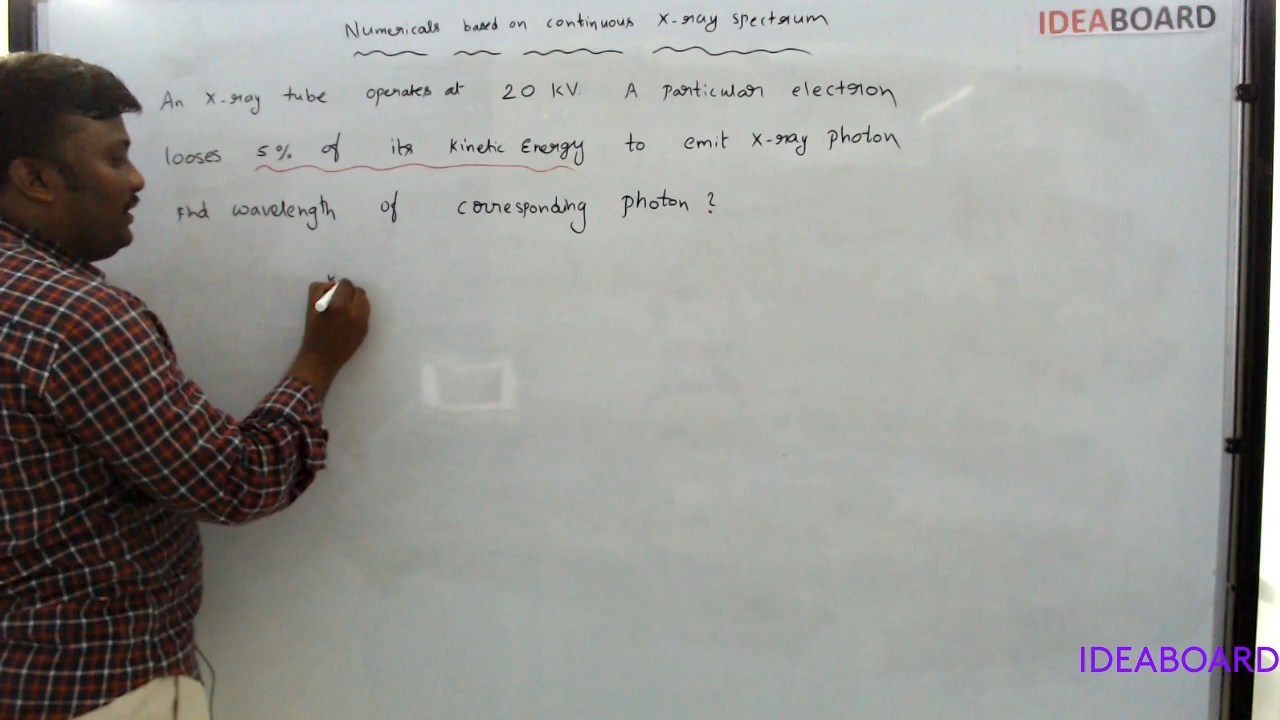 Numericals based on continuous X-ray spectrum
IDEABOARD
An X-ray tube operates at 20 KV. A particular electron
looses 5% of its Kinetic Energy to emit X-ray photon
Find wavelength of corresponding photon ?
IDEABOARD